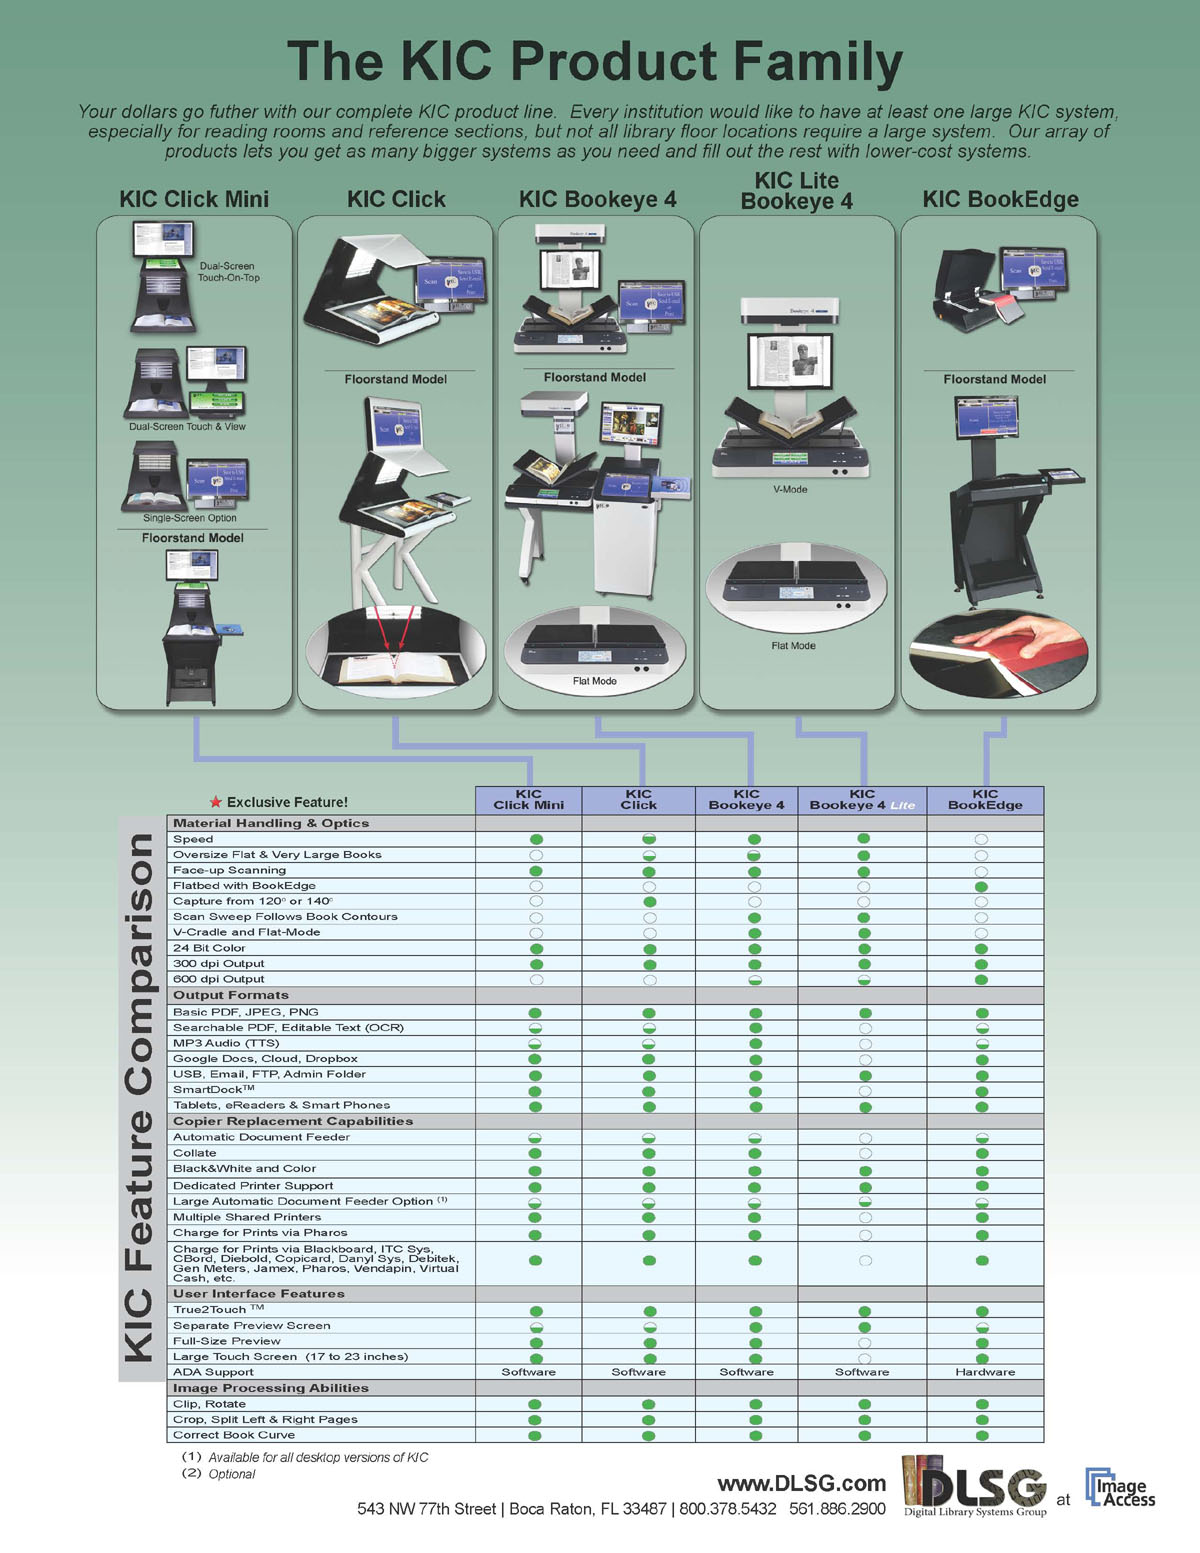 The KIC Product Family
Your dollars go futher with our complete KIC product line. Every institution would like to have at least one large KIC system,
especially for reading rooms and reference sections, but not all library floor locations require a large system. Our array of
products lets you get as many bigger systems as you need and fill out the rest with lower-cost systems.
KIC Click Mini
KIC Click
KIC Bookeye 4
KIC Lite
Bookeye 4
KIC BookEdge
Dual-Screen
Touch-On-Top
Dual-Screen Touch & View
Single-Screen Option
Floorstand Model
Floorstand Model
Floorstand Model
Flat Mode
V-Mode
Flat Mode
Floorstand Model
★ Exclusive Feature!
KIC
Click Mini
KIC
Click
KIC
Bookeye 4
KIC
Bookeye 4 Lite
KIC
BookEdge
KIC Feature Comparison
Material Handling & Optics
Speed
Oversize Flat & Very Large Books
Face-up Scanning
Flatbed with BookEdge
Capture from 120° or 140°
Scan Sweep Follows Book Contours
V-Cradle and Flat-Mode
24 Bit Color
300 dpi Output
600 dpi Output
Output Formats
Basic PDF, JPEG, PNG
Searchable PDF, Editable Text (OCR)
MP3 Audio (TTS)
Google Docs, Cloud, Dropbox
USB, Email, FTP, Admin Folder
SmartDock™
Tablets, eReaders & Smart Phones
Copier Replacement Capabilities
Automatic Document Feeder
Collate
Black&White and Color
Dedicated Printer Support
Large Automatic Document Feeder Option (1)
Multiple Shared Printers
Charge for Prints via Pharos
Charge for Prints via Blackboard, ITC Sys,
CBord, Diebold, Copicard, Danyl Sys, Debitek,
Gen Meters, Jamex, Pharos, Vendapin, Virtual
Cash, etc.
User Interface Features
True2Touch ™
Separate Preview Screen
Full-Size Preview
Large Touch Screen (17 to 23 inches)
ADA Support Software Software Software Software Hardware
Image Processing Abilities
Clip, Rotate
Crop, Split Left & Right Pages
Correct Book Curve
(1) Available for all desktop versions of KIC
(2) Optional
www.DLSG.com
543 NW 77th Street | Boca Raton, FL 33487 | 800.378.5432 561.886.2900
DLSG
Digital Library Systems Group
at
Image
Access